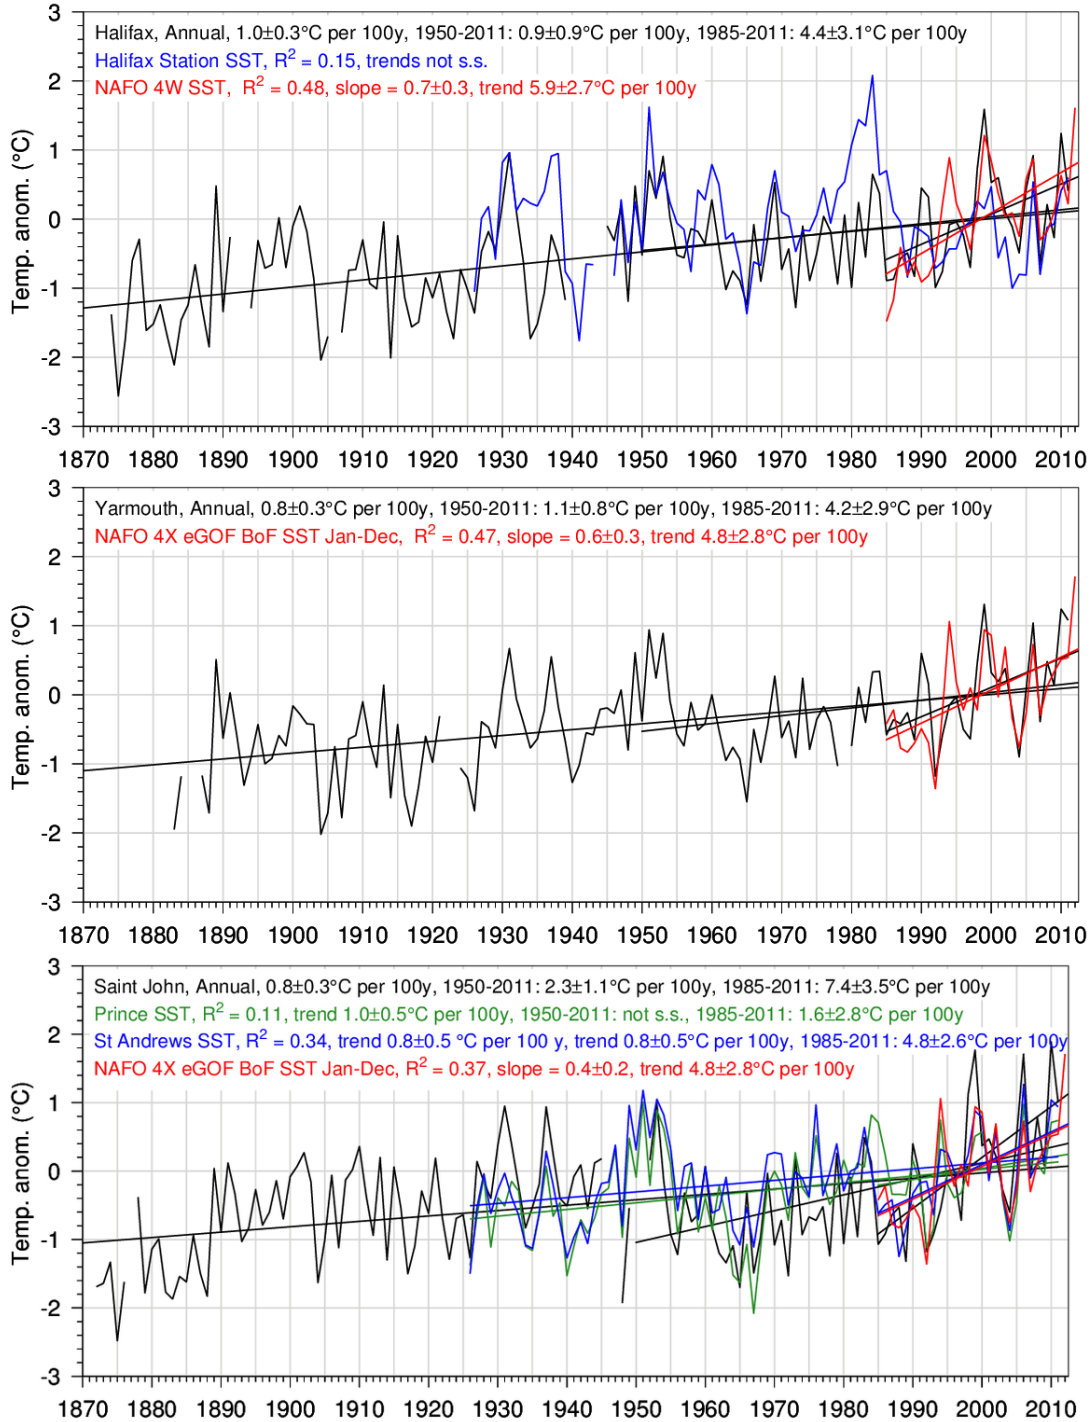 Halifax, Annual, 1.0±0.3°C per 100y, 1950-2011: 0.9±0.9°C per 100y, 1985-2011: 4.4±3.1°C per 100y
Halifax Station SST, R² = 0.15, trends not s.s.
NAFO 4W SST, R² = 0.48, slope = 0.7±0.3, trend 5.9±2.7°C per 100y
Temp. anom. (°C)
3
2
1
0
-1
-2
-3
1870 1880 1890 1900 1910 1920 1930 1940 1950 1960 1970 1980 1990 2000 2010
Yarmouth, Annual, 0.8±0.3°C per 100y, 1950-2011: 1.1±0.8°C per 100y, 1985-2011: 4.2±2.9°C per 100y
NAFO 4X eGOF BoF SST Jan-Dec, R² = 0.47, slope = 0.6±0.3, trend 4.8±2.8°C per 100y
Temp. anom. (°C)
3
2
1
0
-1
-2
-3
1870 1880 1890 1900 1910 1920 1930 1940 1950 1960 1970 1980 1990 2000 2010
Saint John, Annual, 0.8±0.3°C per 100y, 1950-2011: 2.3±1.1°C per 100y, 1985-2011: 7.4±3.5°C per 100y
Prince SST, R² = 0.11, trend 1.0±0.5°C per 100y, 1950-2011: not s.s., 1985-2011: 1.6±2.8°C per 100y
St Andrews SST, R² = 0.34, trend 0.8±0.5 °C per 100 y, trend 0.8±0.5°C per 100y, 1985-2011: 4.8±2.6°C per 100y
NAFO 4X eGOF BoF SST Jan-Dec, R² = 0.37, slope = 0.4±0.2, trend 4.8±2.8°C per 100y
Temp. anom. (°C)
3
2
1
0
-1
-2
-3
1870 1880 1890 1900 1910 1920 1930 1940 1950 1960 1970 1980 1990 2000 2010